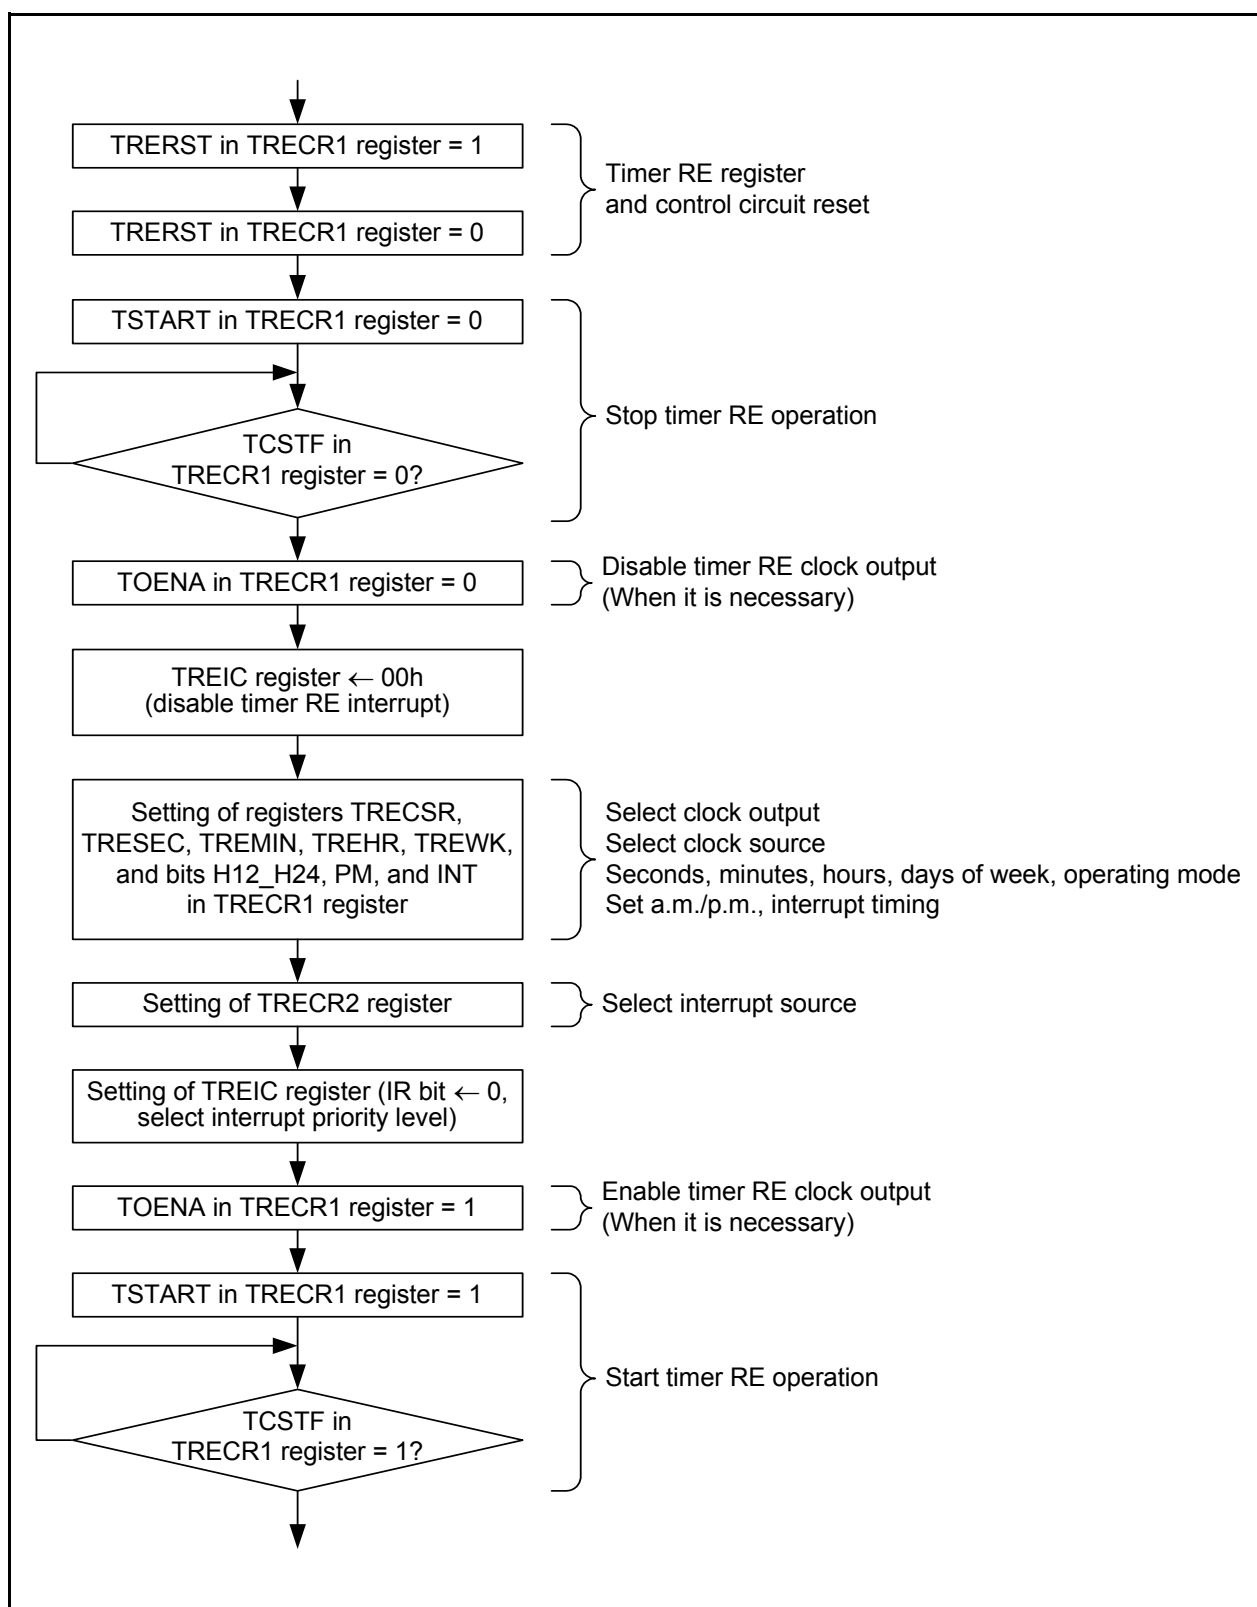 TRERST in TRECR1 register = 1
Timer RE register
and control circuit reset
TRERST in TRECR1 register = 0
TSTART in TRECR1 register = 0
TCSTF in
TRECR1 register = 0?
Stop timer RE operation
TOENA in TRECR1 register = 0
Disable timer RE clock output
(When it is necessary)
TREIC register ← 00h
(disable timer RE interrupt)
Setting of registers TRECSR,
TRESEC, TREMIN, TREHR, TREWK,
and bits H12_H24, PM, and INT
in TRECR1 register
Select clock output
Select clock source
Seconds, minutes, hours, days of week, operating mode
Set a.m./p.m., interrupt timing
Setting of TRECR2 register
Select interrupt source
Setting of TREIC register (IR bit ← 0,
select interrupt priority level)
TOENA in TRECR1 register = 1
Enable timer RE clock output
(When it is necessary)
TSTART in TRECR1 register = 1
TCSTF in
TRECR1 register = 1?
Start timer RE operation